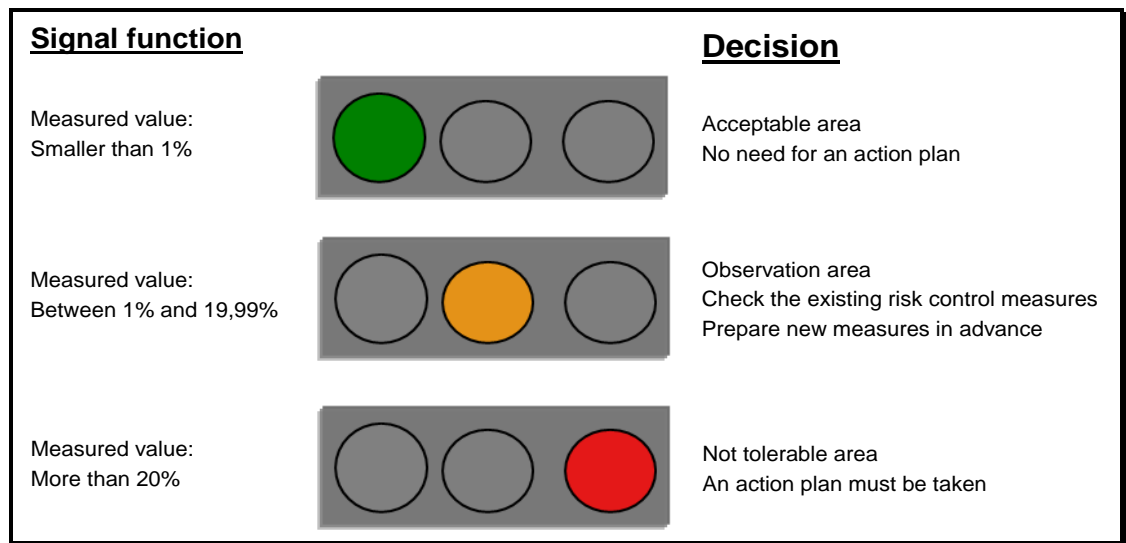 Signal function
Decision
Measured value:
Smaller than 1%
Acceptable area
No need for an action plan
Measured value:
Between 1% and 19,99%
Observation area
Check the existing risk control measures
Prepare new measures in advance
Measured value:
More than 20%
Not tolerable area
An action plan must be taken